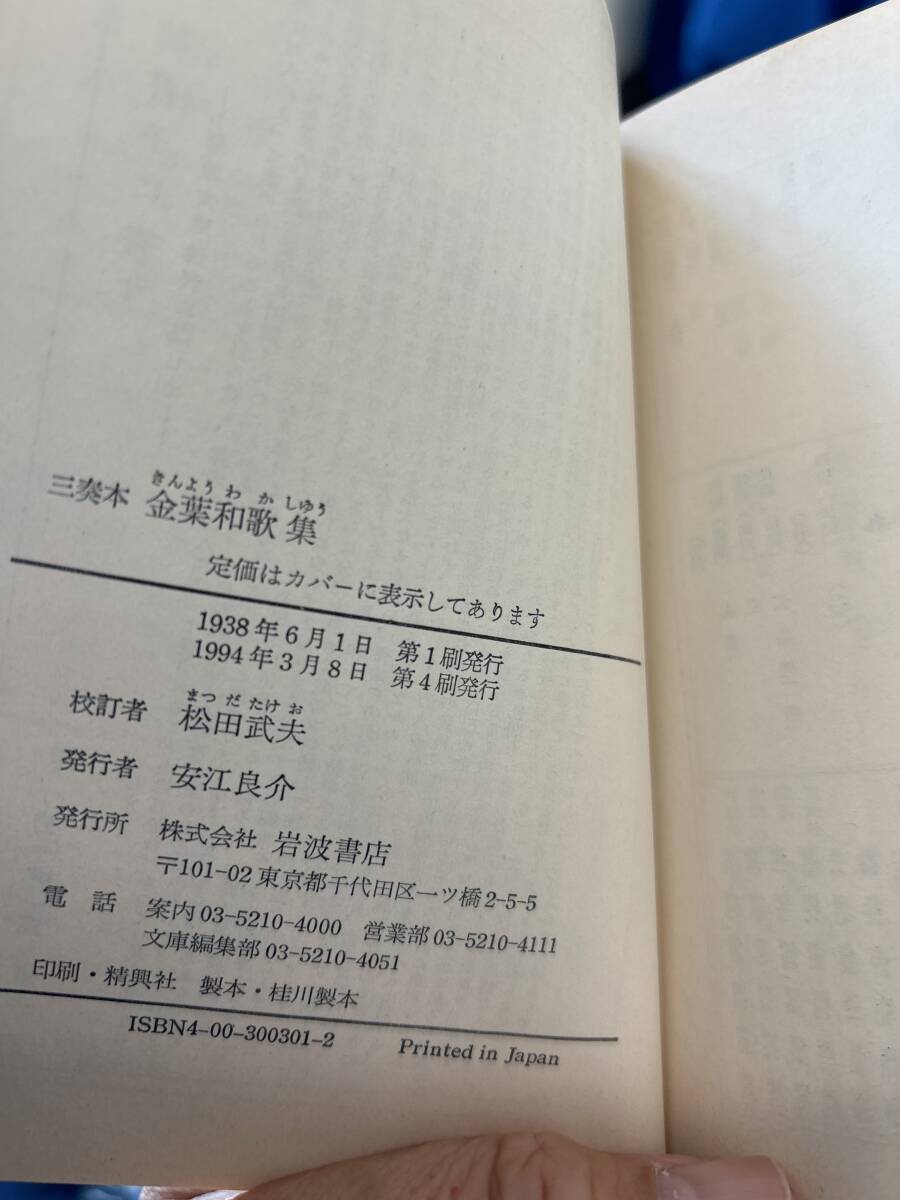 きんようわかしゅう
三奏本 金葉和歌集
定価はカバーに表示してあります
1938年6月1日 第1刷発行
1994年3月8日 第4刷発行
まつだたけお
校訂者 松田武夫
発行者 安江良介
発行所 株式会社 岩波書店
〒101-02 東京都千代田区一ツ橋2-5-5
電話 案内 03-5210-4000 営業部 03-5210-4111
文庫編集部 03-5210-4051
印刷・精興社 製本・桂川製本
ISBN4-00-300301-2 Printed in Japan